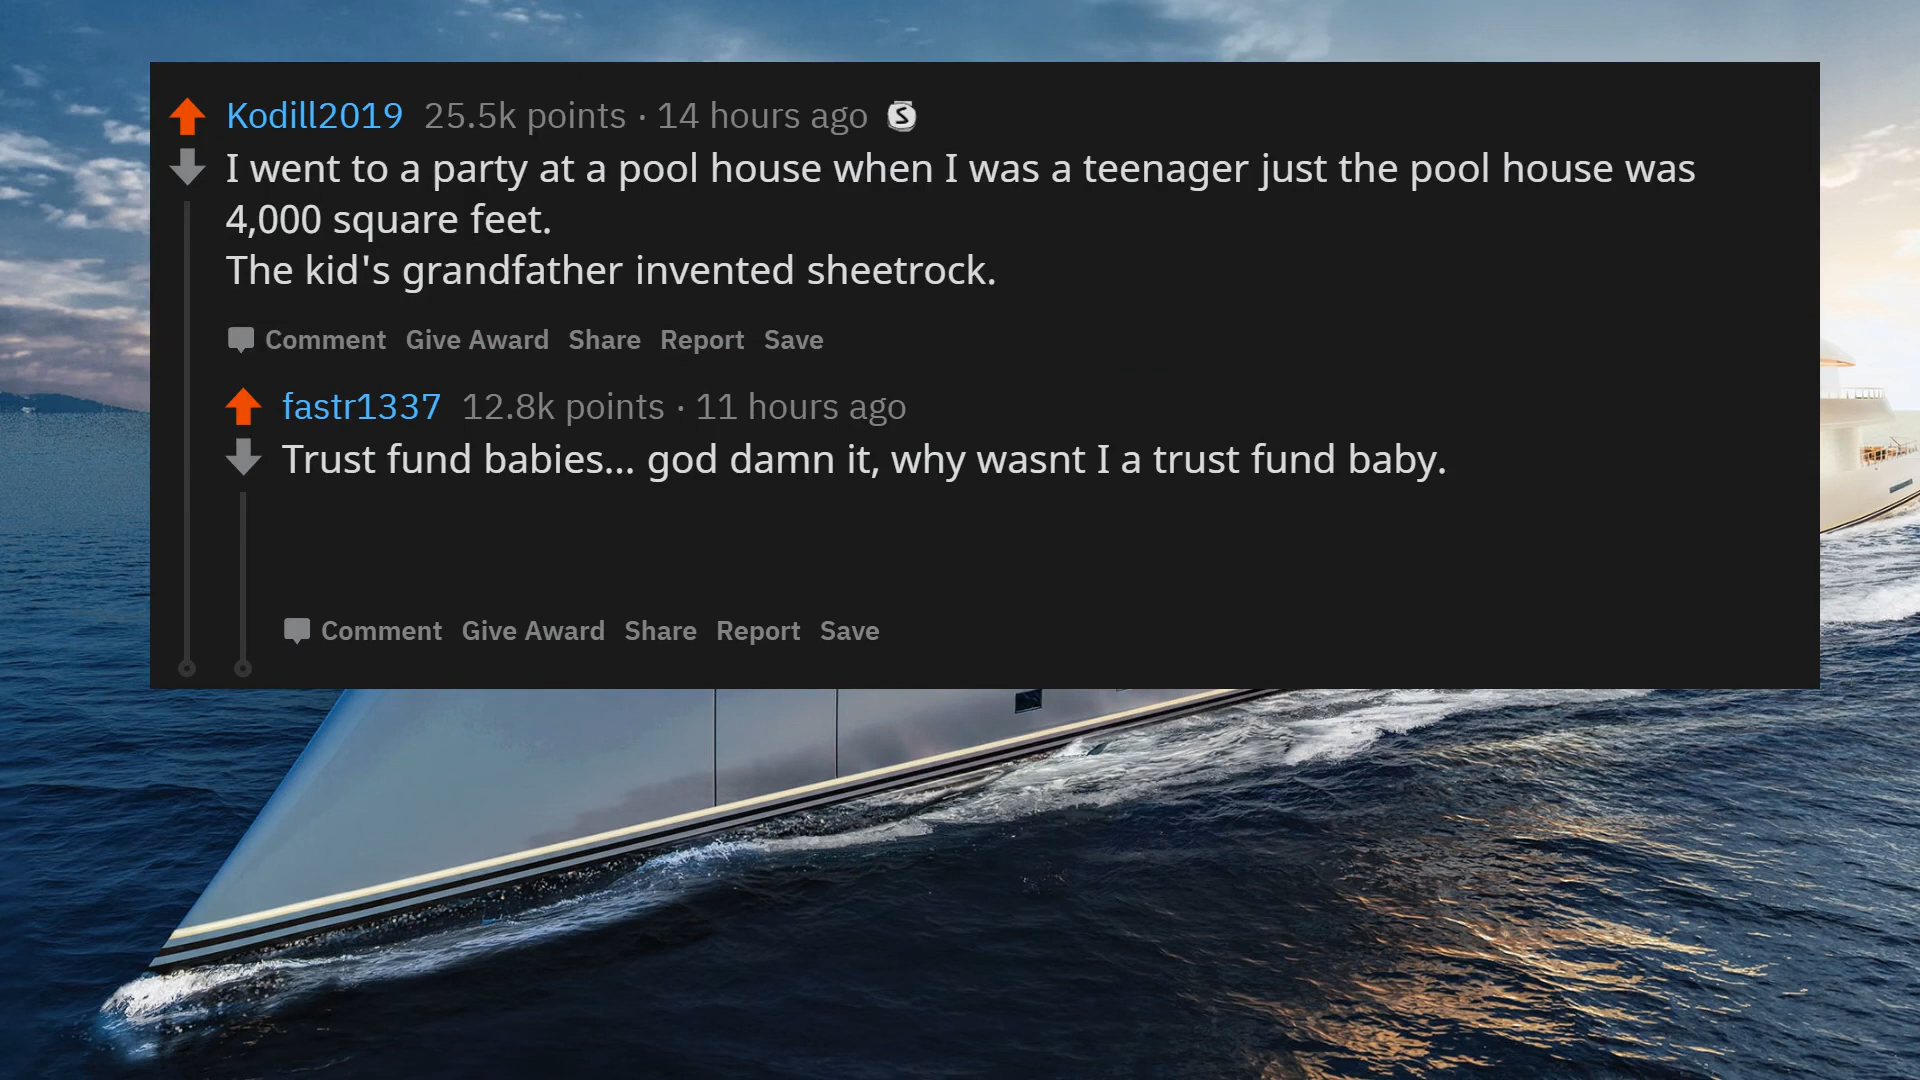 Kodill2019 25.5k points · 14 hours ago S
I went to a party at a pool house when I was a teenager just the pool house was
4,000 square feet.
The kid's grandfather invented sheetrock.
Comment Give Award Share Report Save
fastr1337 12.8k points · 11 hours ago
Trust fund babies... god damn it, why wasnt I a trust fund baby.
Comment Give Award Share Report Save